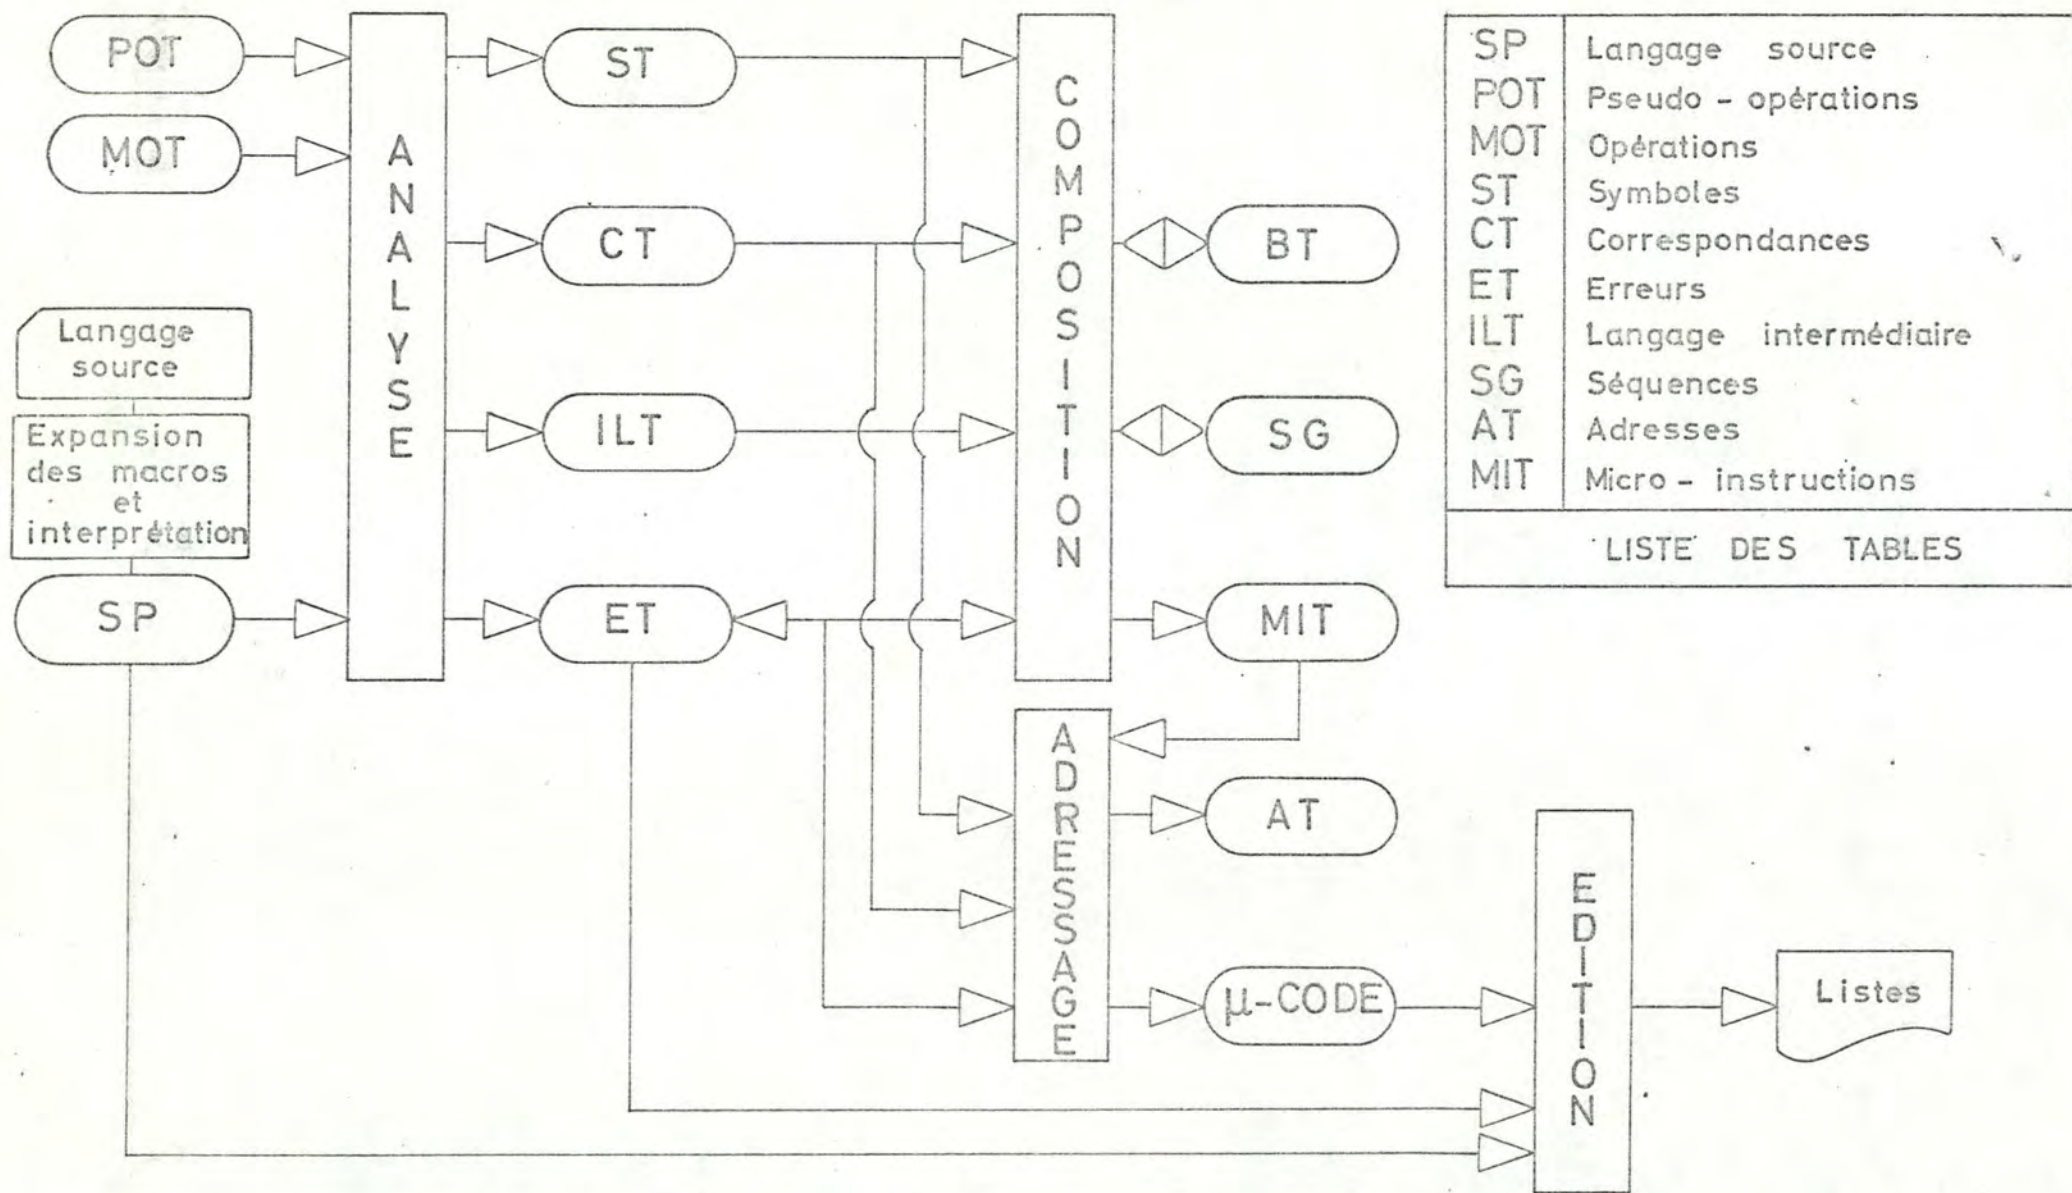 POT
MOT
Langage
source
Expansion
des macros
et
interprétation
SP
ANALYSE
ST
CT
ILT
ET
COMPOSITION
BT
SG
MIT
ADRESSAGE
AT
µ-CODE
EDITION
Listes
SP Langage source
POT Pseudo - opérations
MOT Opérations
ST Symboles
CT Correspondances
ET Erreurs
ILT Langage intermédiaire
SG Séquences
AT Adresses
MIT Micro - instructions
LISTE DES TABLES